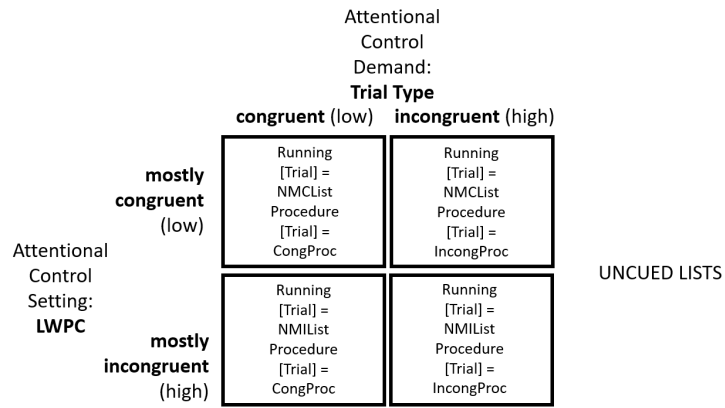 Attentional
Control
Demand:
Trial Type
congruent (low) incongruent (high)
mostly
congruent
(low)
Running
[Trial] =
NMCList
Procedure
[Trial] =
CongProc
Running
[Trial] =
NMCList
Procedure
[Trial] =
IncongProc
Attentional
Control
Setting:
LWPC
UNCUED LISTS
mostly
incongruent
(high)
Running
[Trial] =
NMIList
Procedure
[Trial] =
CongProc
Running
[Trial] =
NMIList
Procedure
[Trial] =
IncongProc